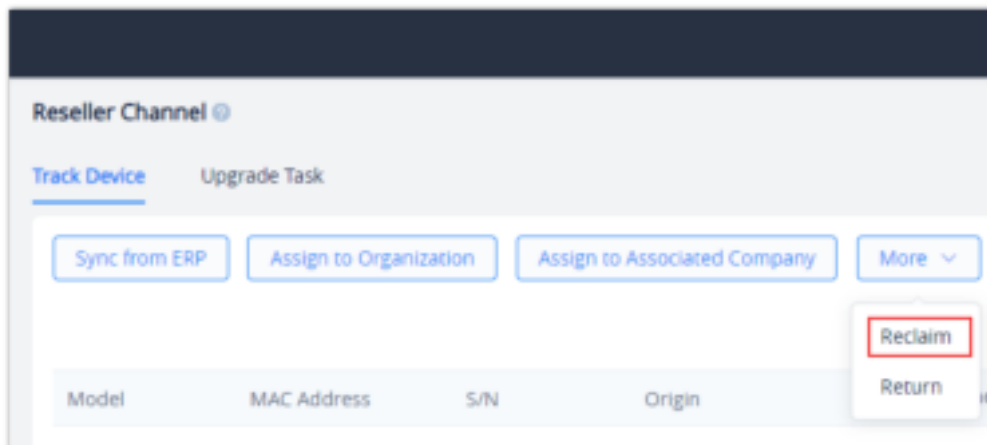 Reseller Channel
Track Device Upgrade Task
Sync from ERP Assign to Organization Assign to Associated Company More
Reclaim
Return
Model MAC Address S/N Origin